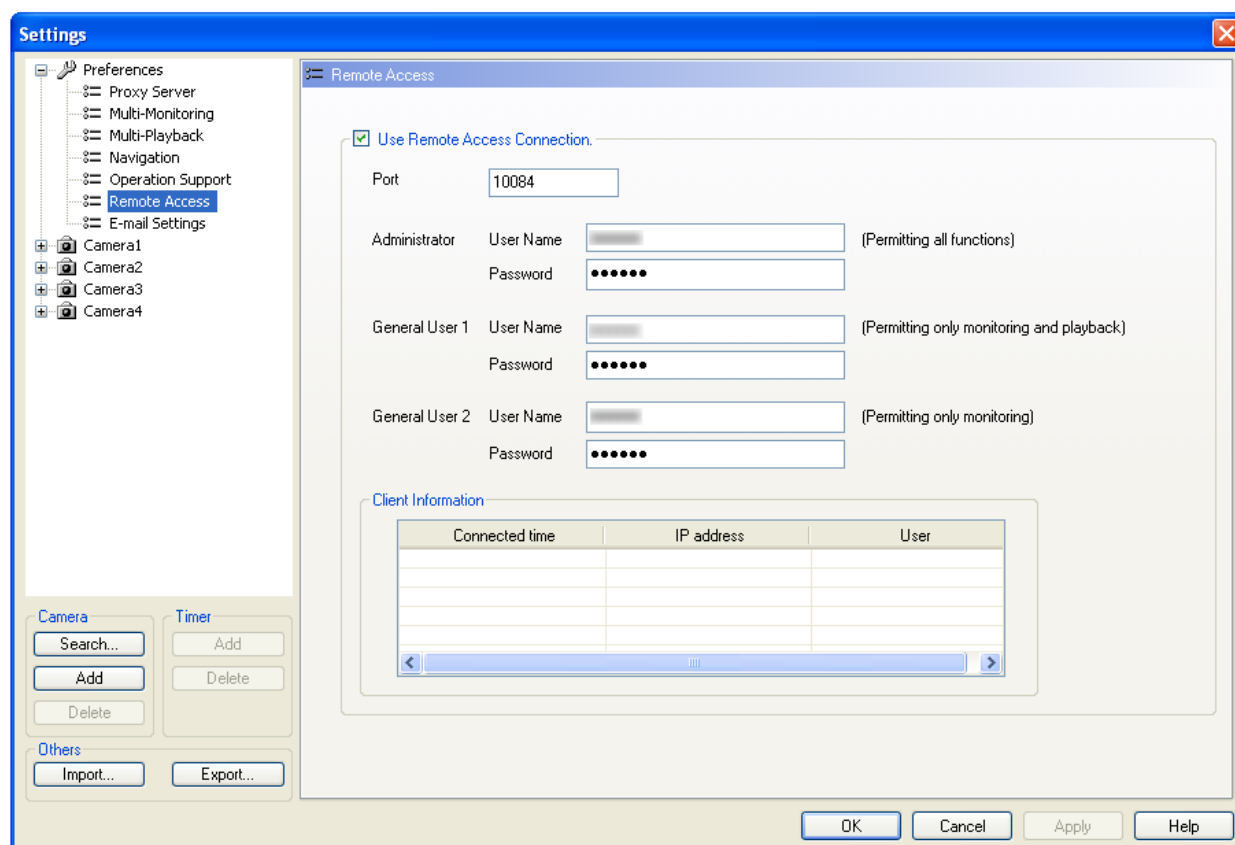 Settings
Preferences
Proxy Server
Multi-Monitoring
Multi-Playback
Navigation
Operation Support
Remote Access
E-mail Settings
Camera1
Camera2
Camera3
Camera4
Camera
Search...
Add
Delete
Timer
Add
Delete
Others
Import...
Export...
Remote Access
Use Remote Access Connection.
Port 10084
Administrator User Name (Permitting all functions)
Password ●●●●●●
General User 1 User Name (Permitting only monitoring and playback)
Password ●●●●●●
General User 2 User Name (Permitting only monitoring)
Password ●●●●●●
Client Information
Connected time IP address User
OK Cancel Apply Help